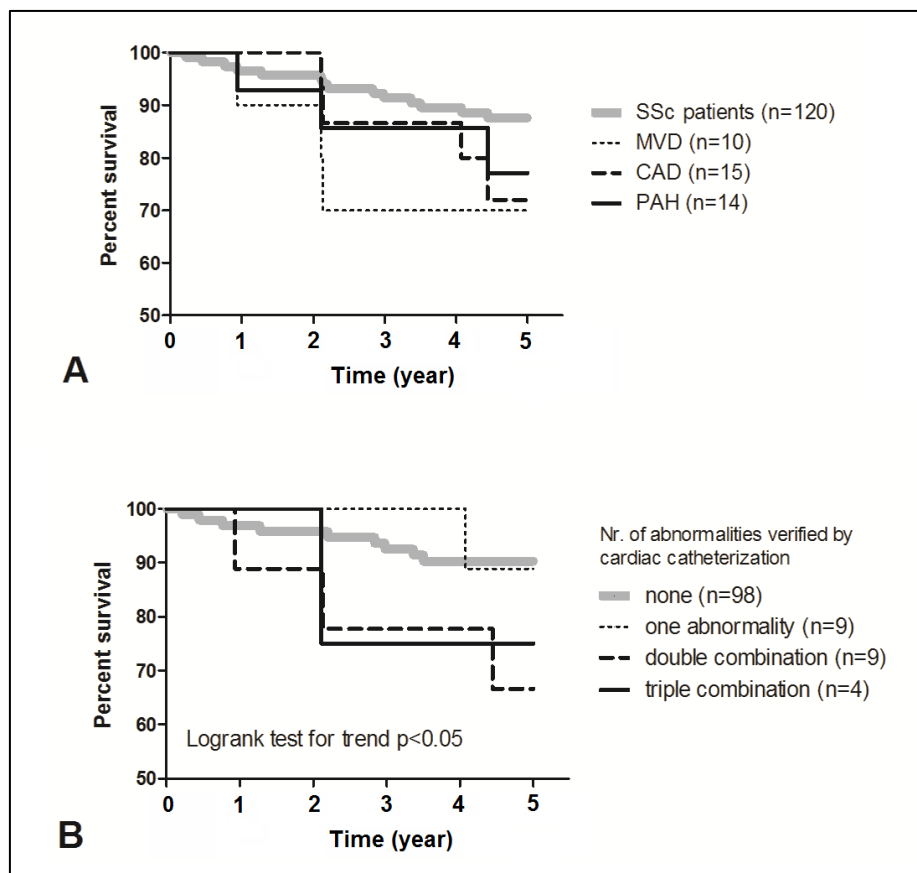 Percent survival
100
90
80
70
60
50
0 1 2 3 4 5
Time (year)
SSc patients (n=120)
MVD (n=10)
CAD (n=15)
PAH (n=14)
A
Percent survival
100
90
80
70
60
50
Logrank test for trend p<0.05
0 1 2 3 4 5
Time (year)
Nr. of abnormalities verified by
cardiac catheterization
none (n=98)
one abnormality (n=9)
double combination (n=9)
triple combination (n=4)
B